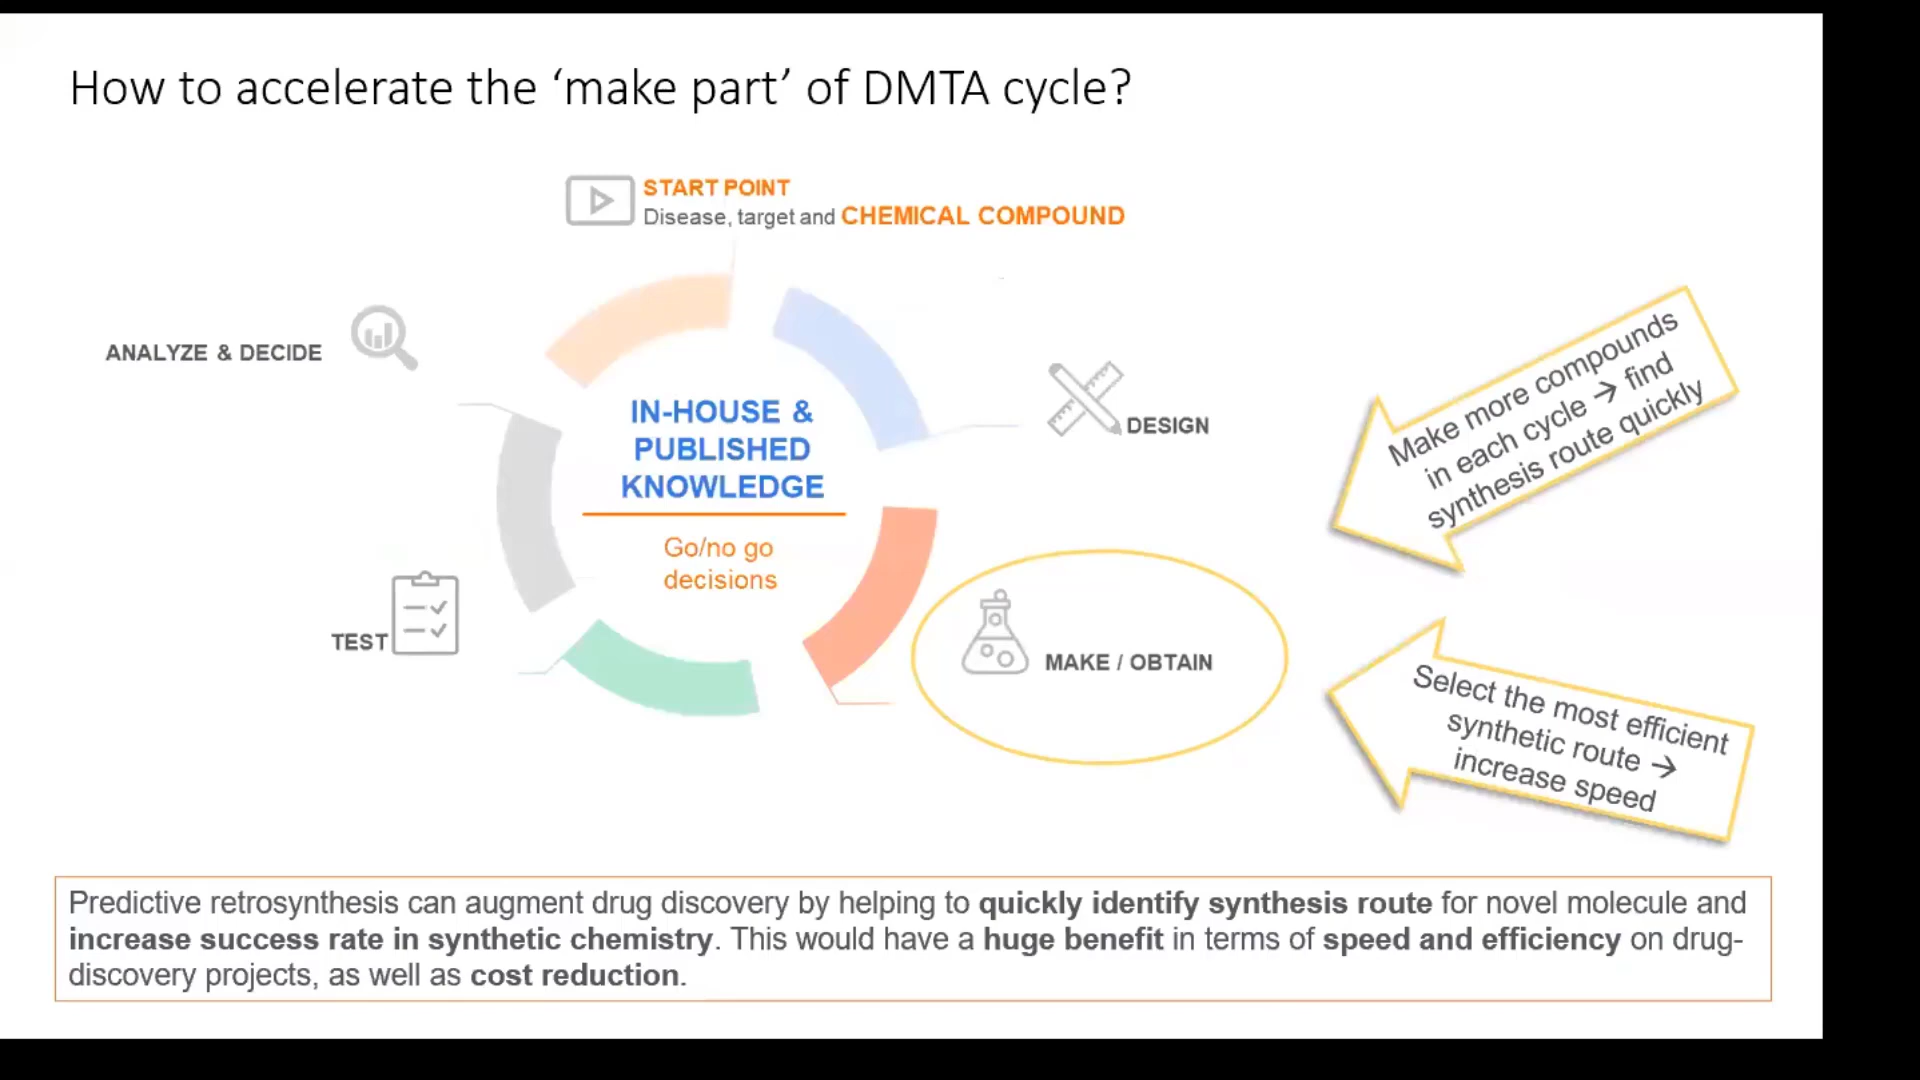 How to accelerate the ‘make part’ of DMTA cycle?
START POINT
Disease, target and CHEMICAL COMPOUND
ANALYZE & DECIDE
IN-HOUSE &
PUBLISHED
KNOWLEDGE
Go/no go
decisions
DESIGN
Make more compounds
in each cycle → find
synthesis route quickly
TEST
MAKE / OBTAIN
Select the most efficient
synthetic route →
increase speed
Predictive retrosynthesis can augment drug discovery by helping to quickly identify synthesis route for novel molecule and
increase success rate in synthetic chemistry. This would have a huge benefit in terms of speed and efficiency on drug-
discovery projects, as well as cost reduction.